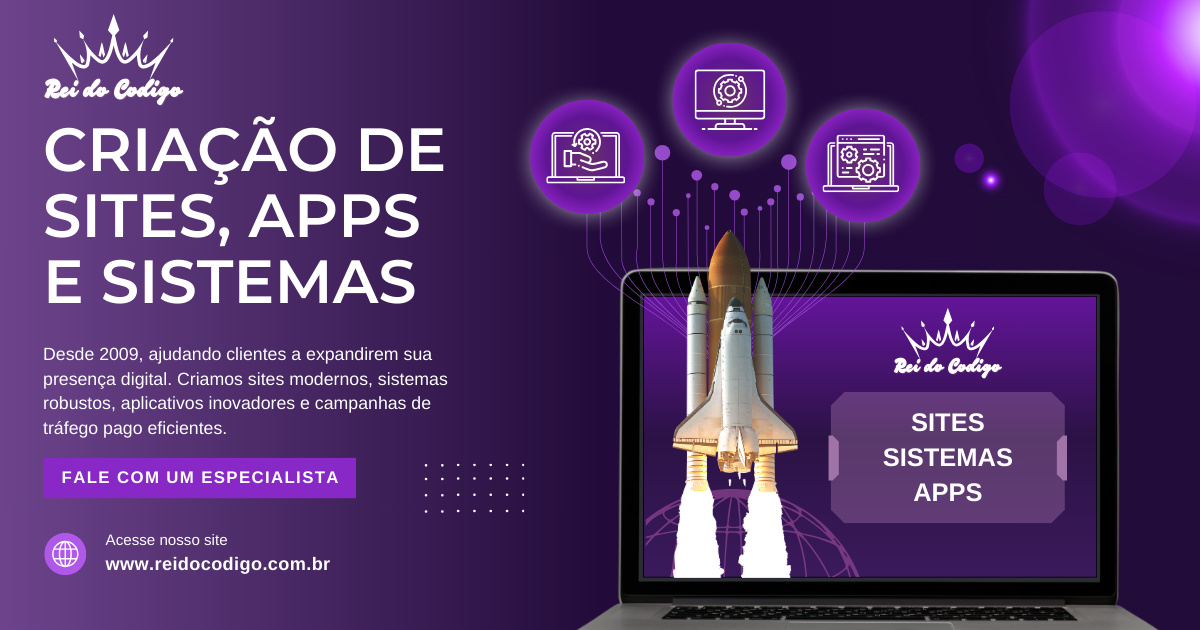 Rei do Codigo
CRIAÇÃO DE
SITES, APPS
E SISTEMAS
Desde 2009, ajudando clientes a expandirem sua
presença digital. Criamos sites modernos, sistemas
robustos, aplicativos inovadores e campanhas de
tráfego pago eficientes.
FALE COM UM ESPECIALISTA
Acesse nosso site
www.reidocodigo.com.br
Rei do Codigo
SITES
SISTEMAS
APPS